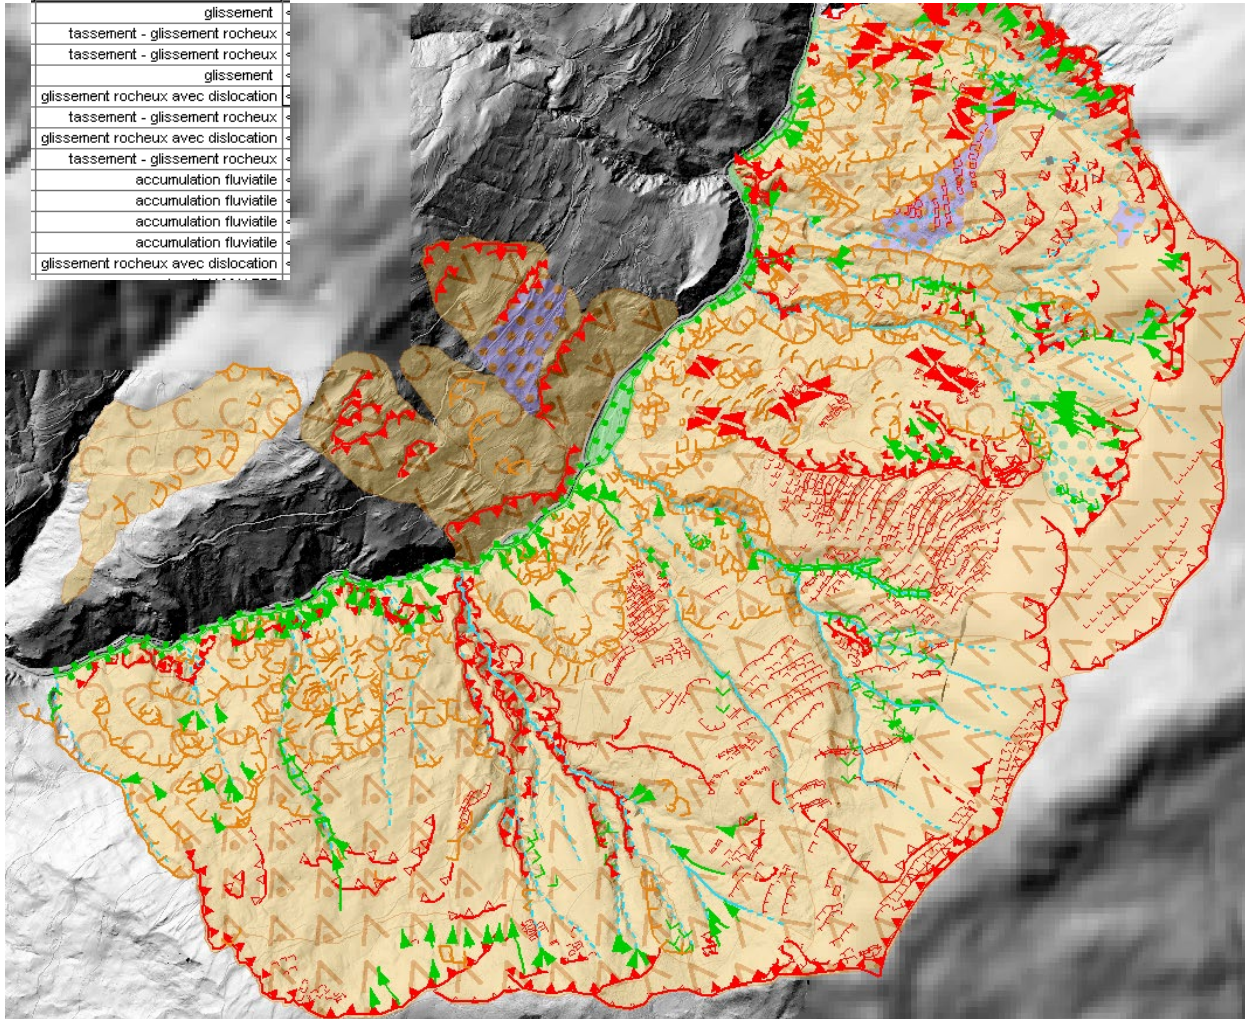 glissement
tassement - glissement rocheux
tassement - glissement rocheux
glissement
glissement rocheux avec dislocation
tassement - glissement rocheux
glissement rocheux avec dislocation
tassement - glissement rocheux
accumulation fluviatile
accumulation fluviatile
accumulation fluviatile
accumulation fluviatile
glissement rocheux avec dislocation